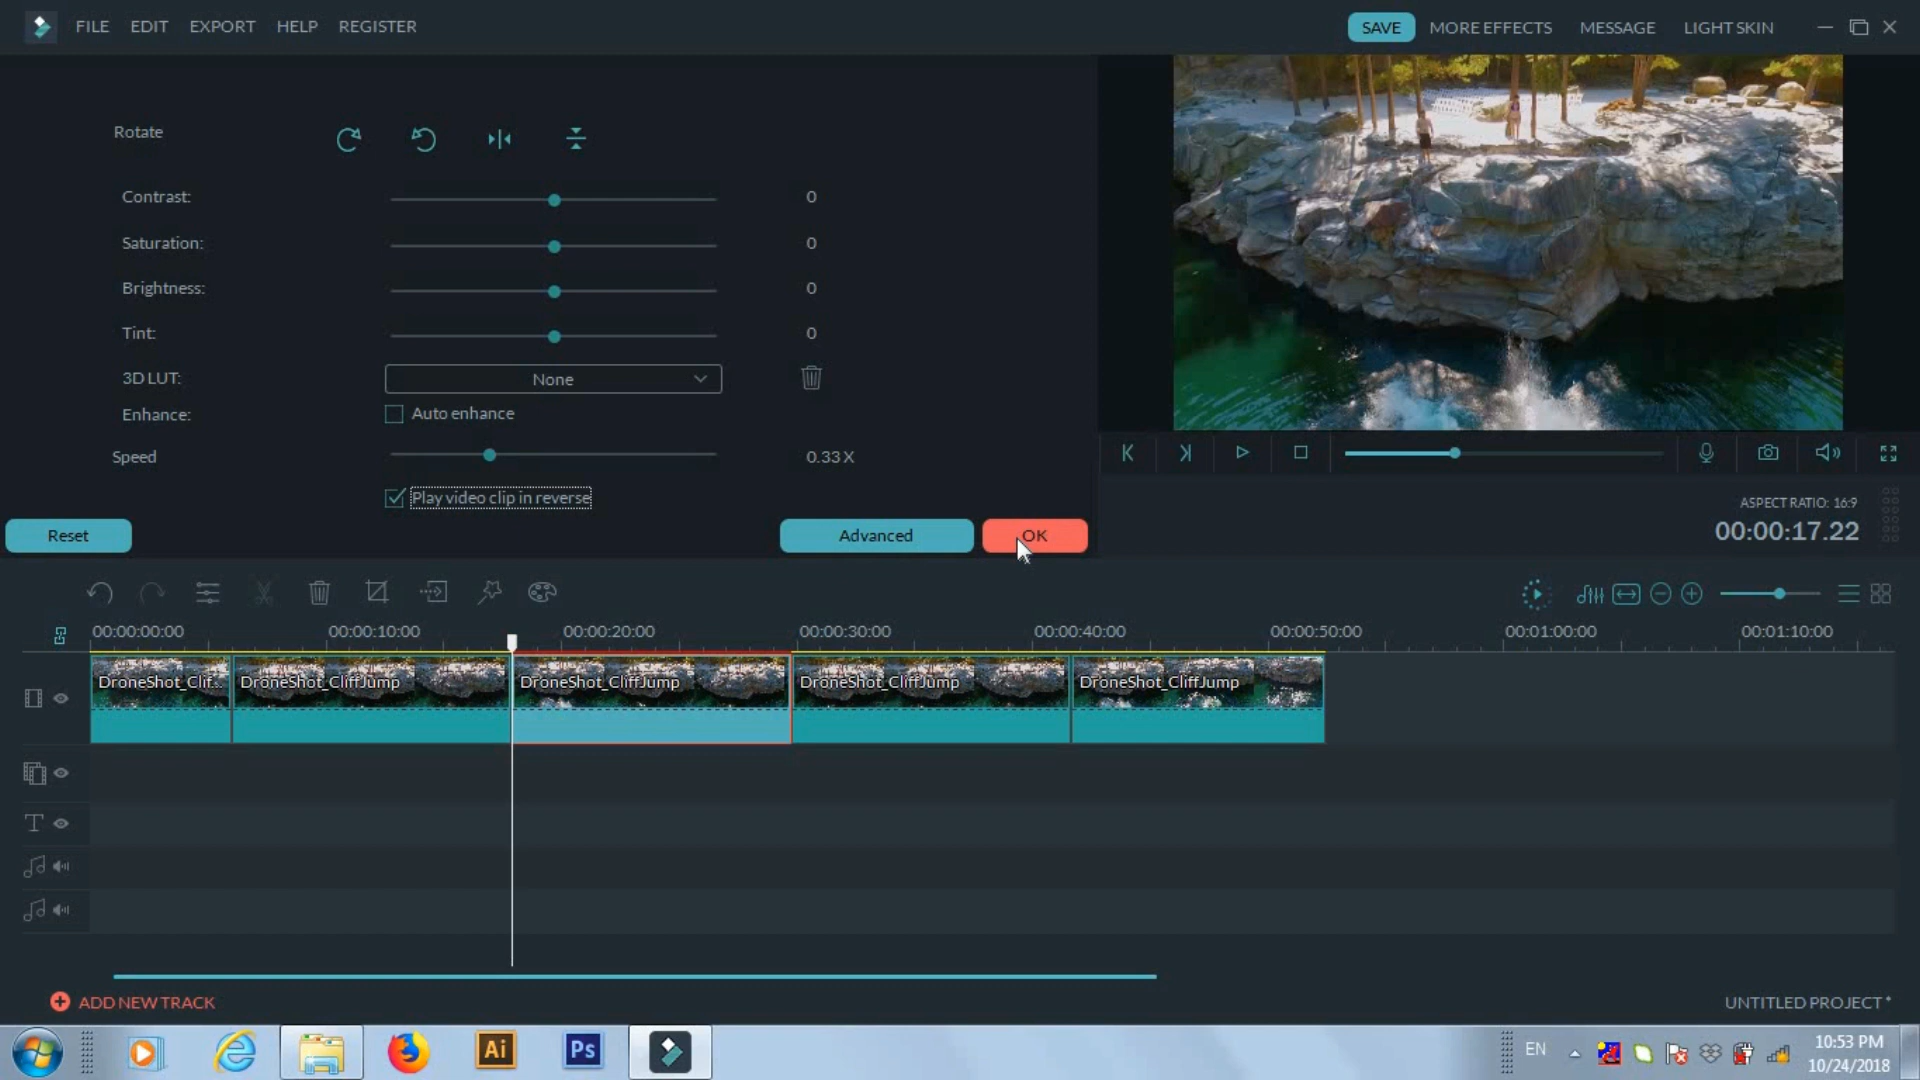 FILE EDIT EXPORT HELP REGISTER
SAVE MORE EFFECTS MESSAGE LIGHT SKIN
Rotate
Contrast: 0
Saturation: 0
Brightness: 0
Tint: 0
3D LUT: None
Enhance: Auto enhance
Speed 0.33 X
Play video clip in reverse
Reset Advanced OK
ASPECT RATIO: 16:9
00:00:17.22
00:00:00:00 00:00:10:00 00:00:20:00 00:00:30:00 00:00:40:00 00:00:50:00 00:01:00:00 00:01:10:00
DroneShot_Clif... DroneShot_CliffJump DroneShot_CliffJump DroneShot_CliffJump DroneShot_CliffJump
T
ADD NEW TRACK
UNTITLED PROJECT *
Ai Ps
EN
10:53 PM
10/24/2018